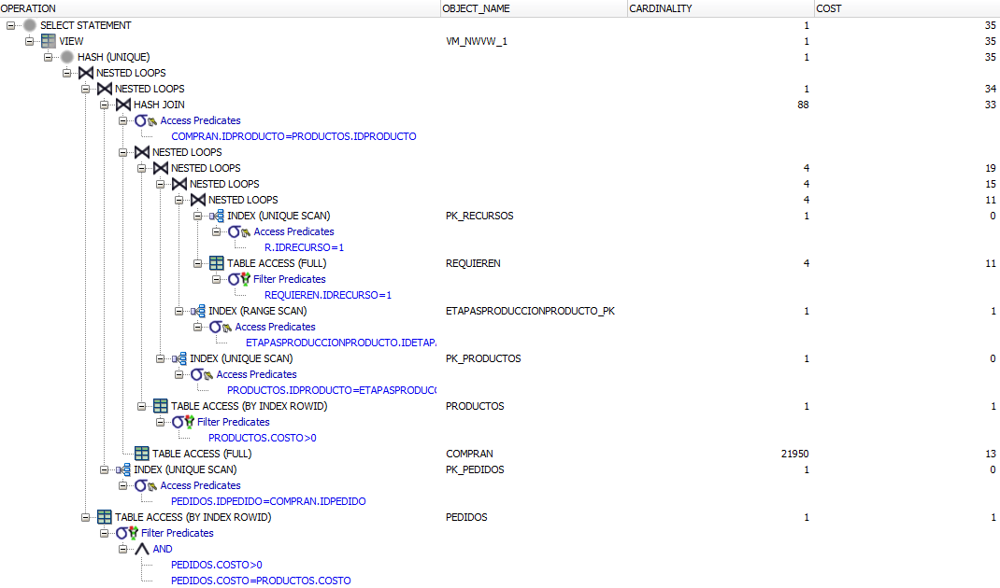 OPERATION OBJECT_NAME CARDINALITY COST
SELECT STATEMENT 1 35
VIEW VM_NWVW_1 1 35
HASH (UNIQUE) 1 35
NESTED LOOPS
NESTED LOOPS 1 34
HASH JOIN 88 33
Access Predicates
COMPRAN.IDPRODUCTO=PRODUCTOS.IDPRODUCTO
NESTED LOOPS
NESTED LOOPS 4 19
NESTED LOOPS 4 15
NESTED LOOPS 4 11
INDEX (UNIQUE SCAN) PK_RECURSOS 1 0
Access Predicates
R.IDRECURSO=1
TABLE ACCESS (FULL) REQUIEREN 4 11
Filter Predicates
REQUIEREN.IDRECURSO=1
INDEX (RANGE SCAN) ETAPASPRODUCCIONPRODUCTO_PK 1 1
Access Predicates
ETAPASPRODUCCIONPRODUCTO.IDETAPA
INDEX (UNIQUE SCAN) PK_PRODUCTOS 1 0
Access Predicates
PRODUCTOS.IDPRODUCTO=ETAPASPRODUCC
TABLE ACCESS (BY INDEX ROWID) PRODUCTOS 1 1
Filter Predicates
PRODUCTOS.COSTO>0
TABLE ACCESS (FULL) COMPRAN 21950 13
INDEX (UNIQUE SCAN) PK_PEDIDOS 1 0
Access Predicates
PEDIDOS.IDPEDIDO=COMPRAN.IDPEDIDO
TABLE ACCESS (BY INDEX ROWID) PEDIDOS 1 1
Filter Predicates
AND
PEDIDOS.COSTO>0
PEDIDOS.COSTO=PRODUCTOS.COSTO